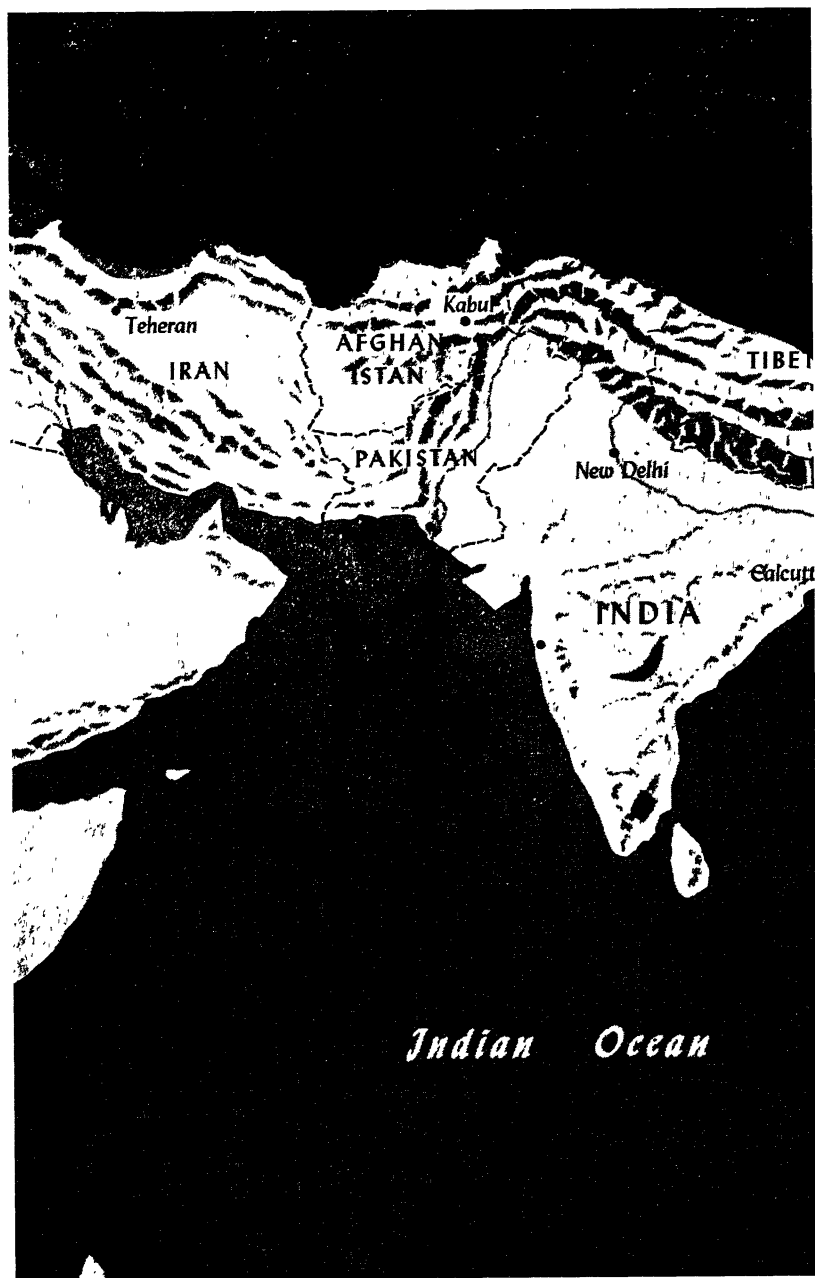 Kabul
Teheran
AFGHAN
ISTAN
TIBET
IRAN
PAKISTAN
New Delhi
Calcutt
INDIA
Indian Ocean